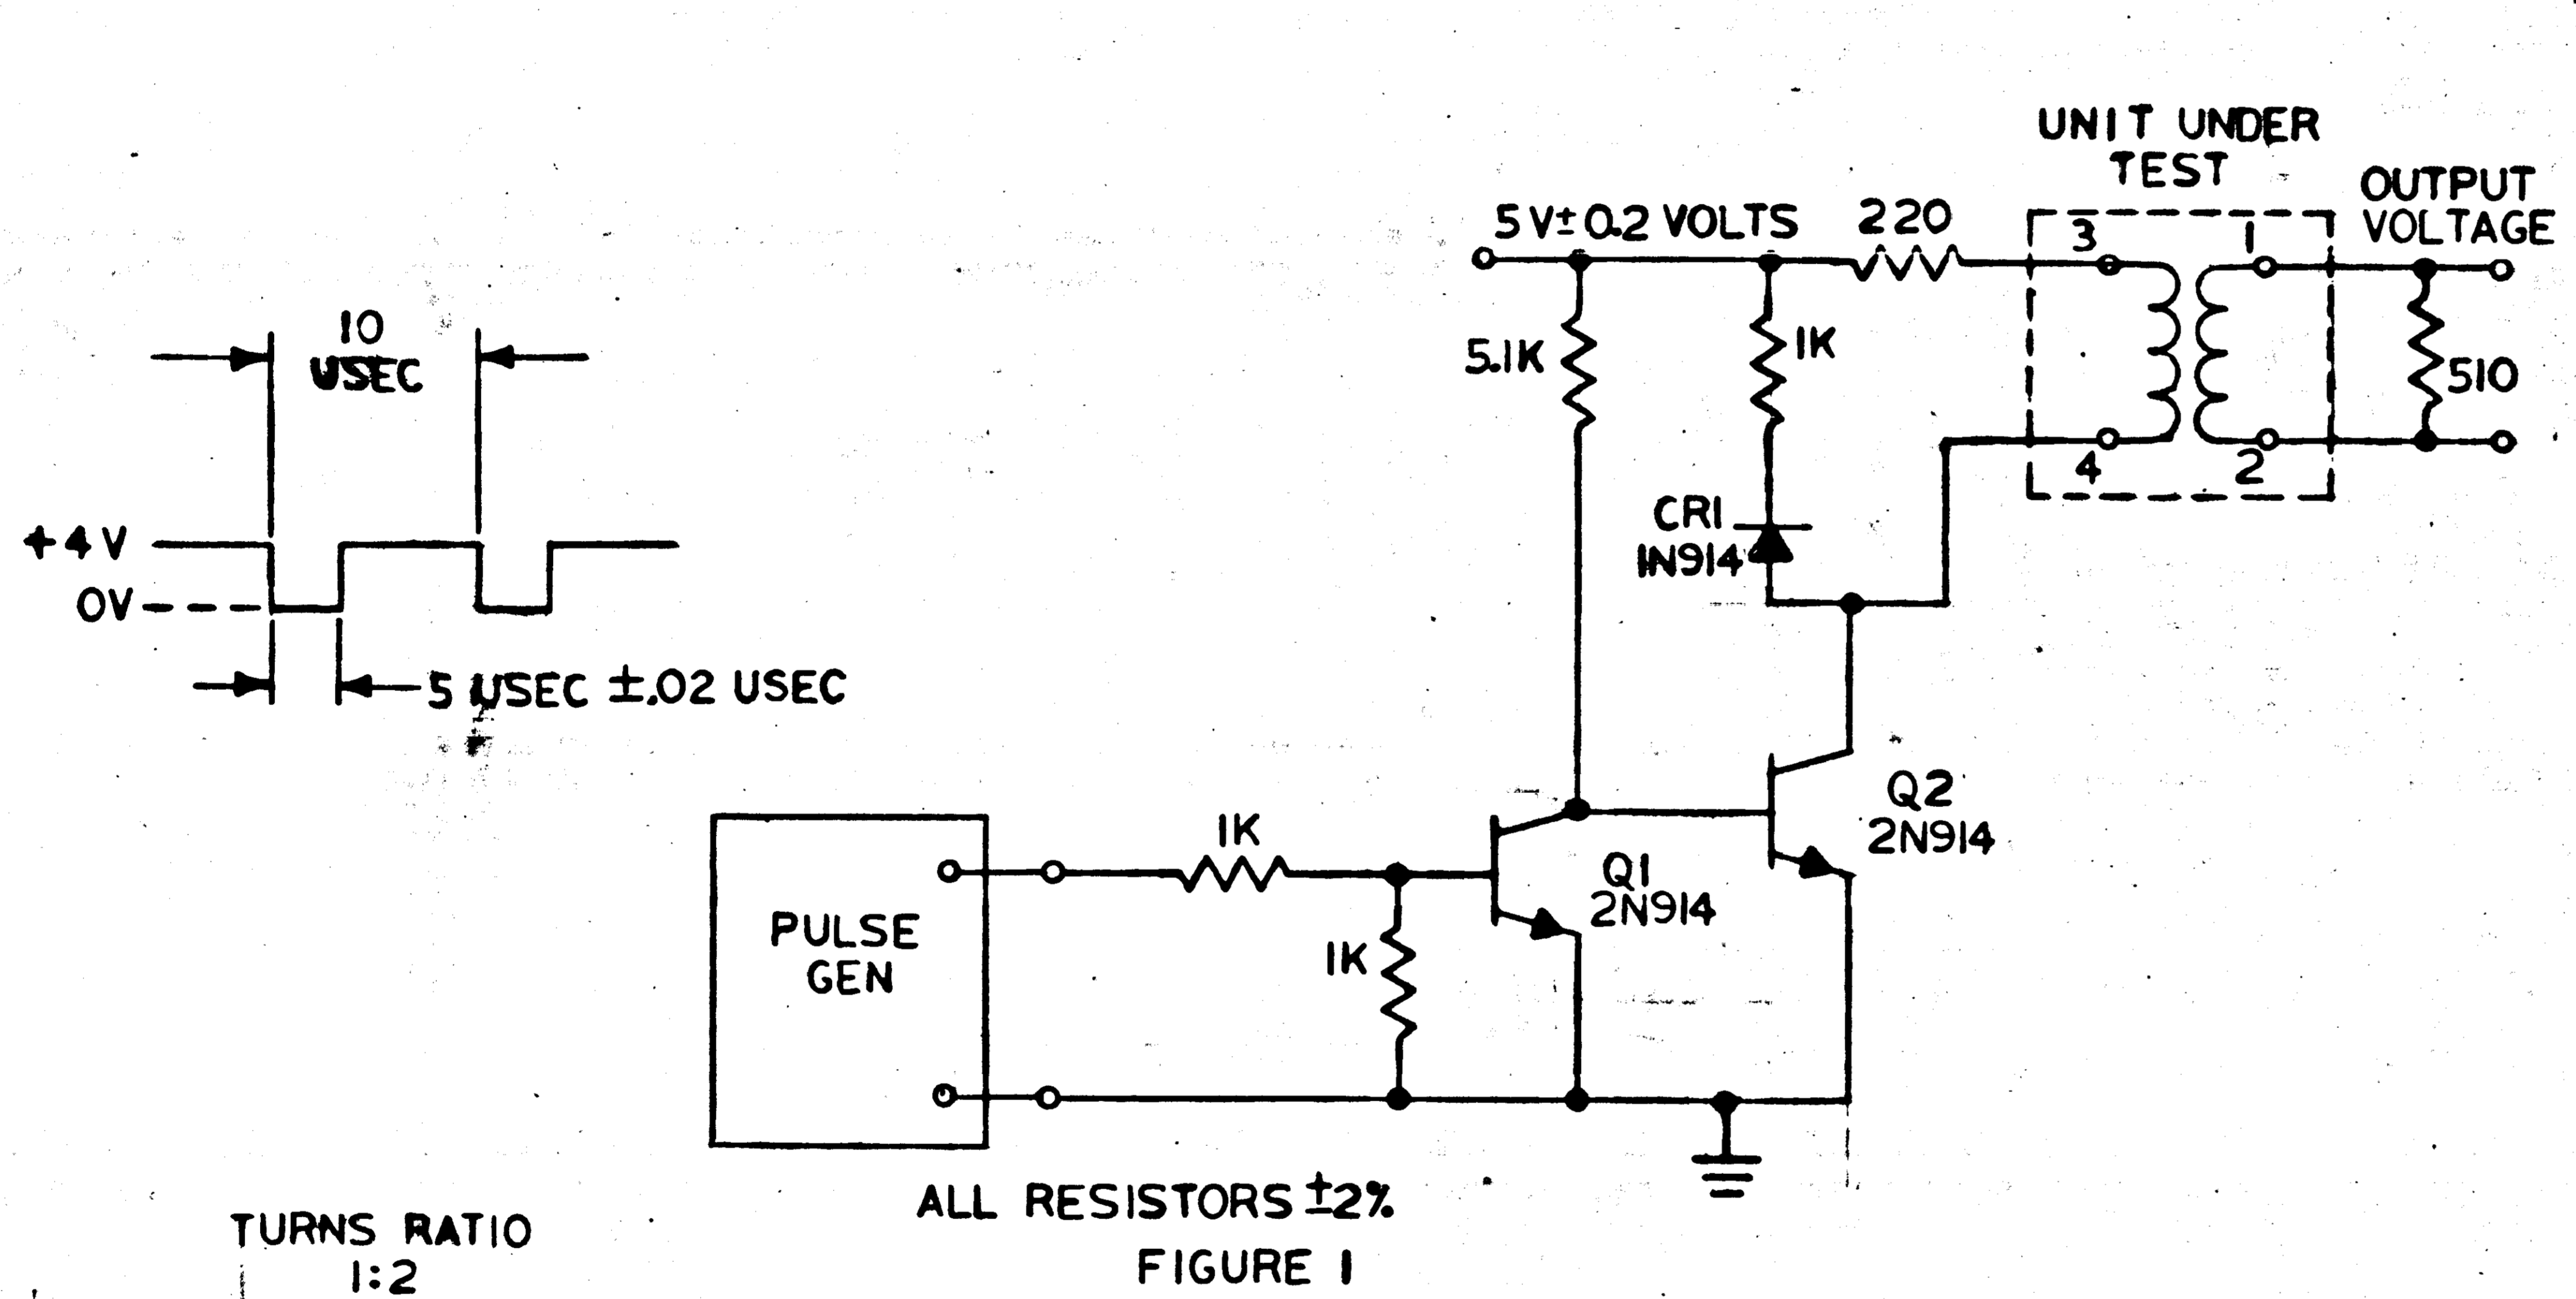 UNIT UNDER
TEST
OUTPUT
VOLTAGE
5 V± 0.2 VOLTS
220
3
1
10
USEC
5.1K
1K
510
4
2
CR1
1N914
+4V
0V
5 USEC ±.02 USEC
Q2
2N914
1K
Q1
2N914
PULSE
GEN
1K
ALL RESISTORS ±2%
TURNS RATIO
1:2
FIGURE 1